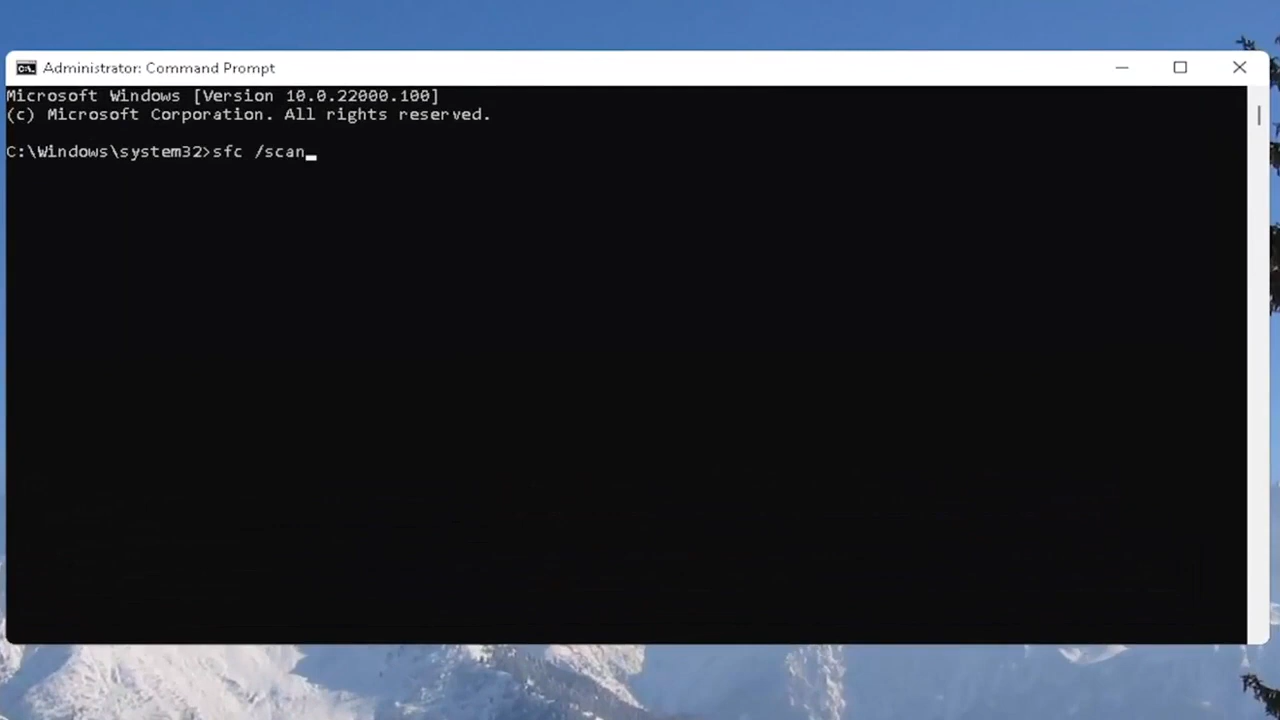 Administrator: Command Prompt
Microsoft Windows [Version 10.0.22000.100]
(c) Microsoft Corporation. All rights reserved.
C:\Windows\system32>sfc /scan